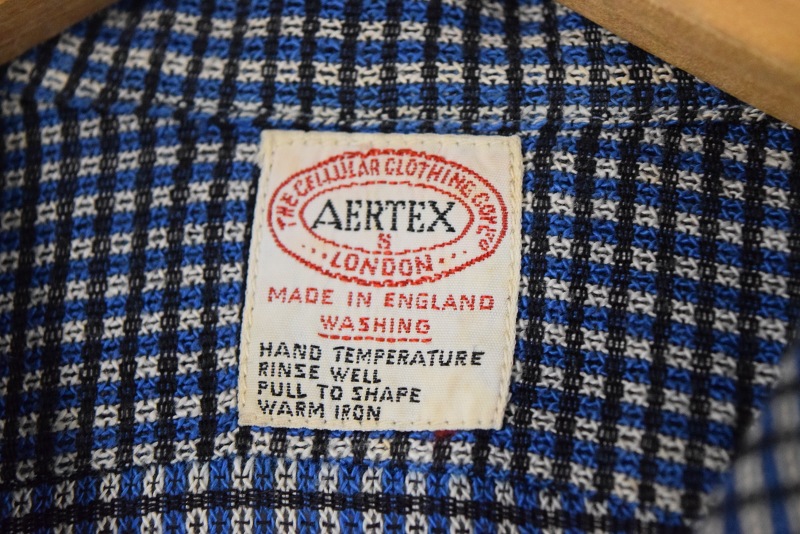 THE CELLULAR CLOTHING COY LTD
AERTEX
S
LONDON
MADE IN ENGLAND
WASHING
HAND TEMPERATURE
RINSE WELL
PULL TO SHAPE
WARM IRON